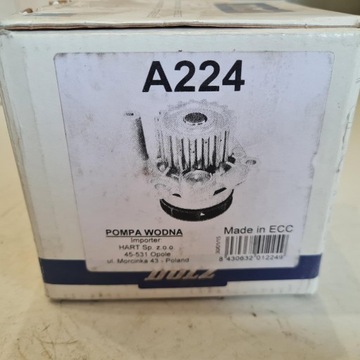 A224
POMPA WODNA
Importer
HART Sp. z.o.o
45-531 Opole
ul. Morcinka 43 - Poland
Made in ECC
8 430832 012249
DOLZ